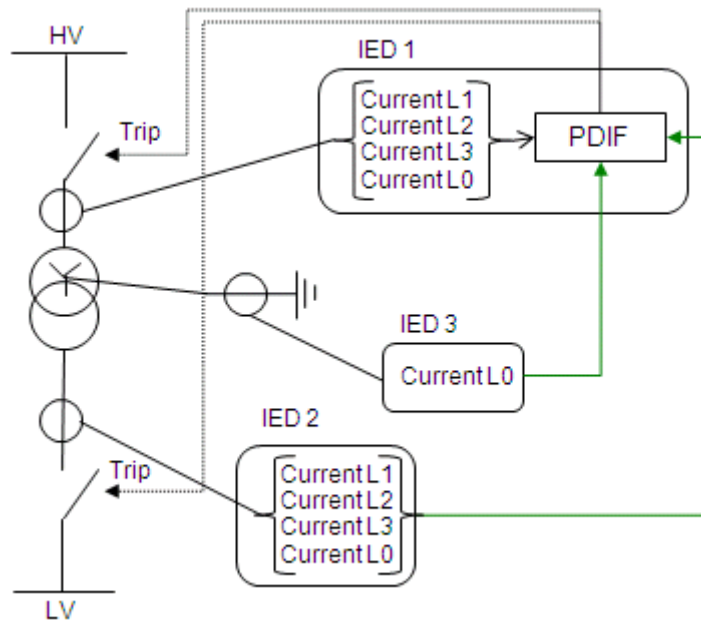 HV
IED 1
Trip
Current L1
Current L2
Current L3
Current L0
PDIF
IED 3
Current L0
IED 2
Trip
Current L1
Current L2
Current L3
Current L0
LV